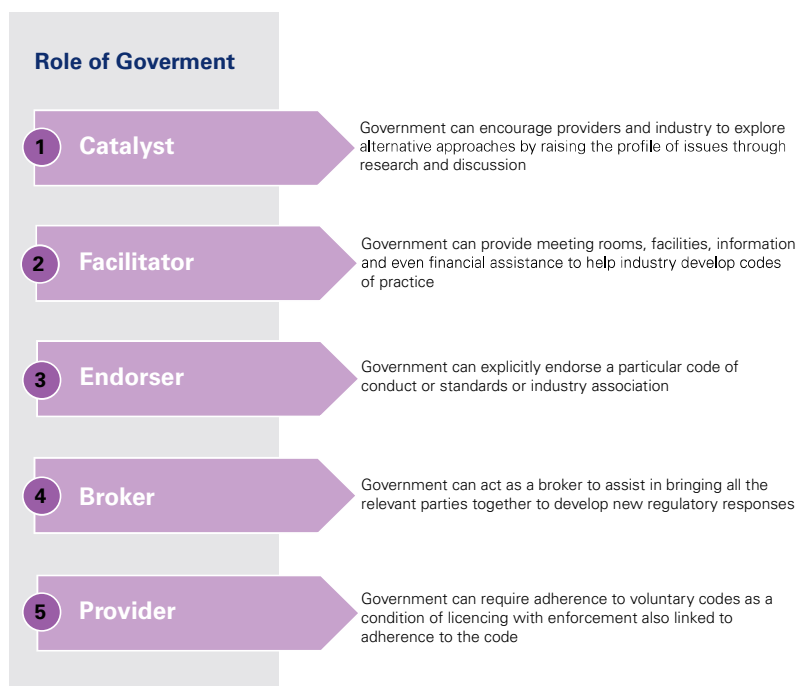 Role of Goverment
1 Catalyst
Government can encourage providers and industry to explore
alternative approaches by raising the profile of issues through
research and discussion
2 Facilitator
Government can provide meeting rooms, facilities, information
and even financial assistance to help industry develop codes
of practice
3 Endorser
Government can explicitly endorse a particular code of
conduct or standards or industry association
4 Broker
Government can act as a broker to assist in bringing all the
relevant parties together to develop new regulatory responses
5 Provider
Government can require adherence to voluntary codes as a
condition of licencing with enforcement also linked to
adherence to the code